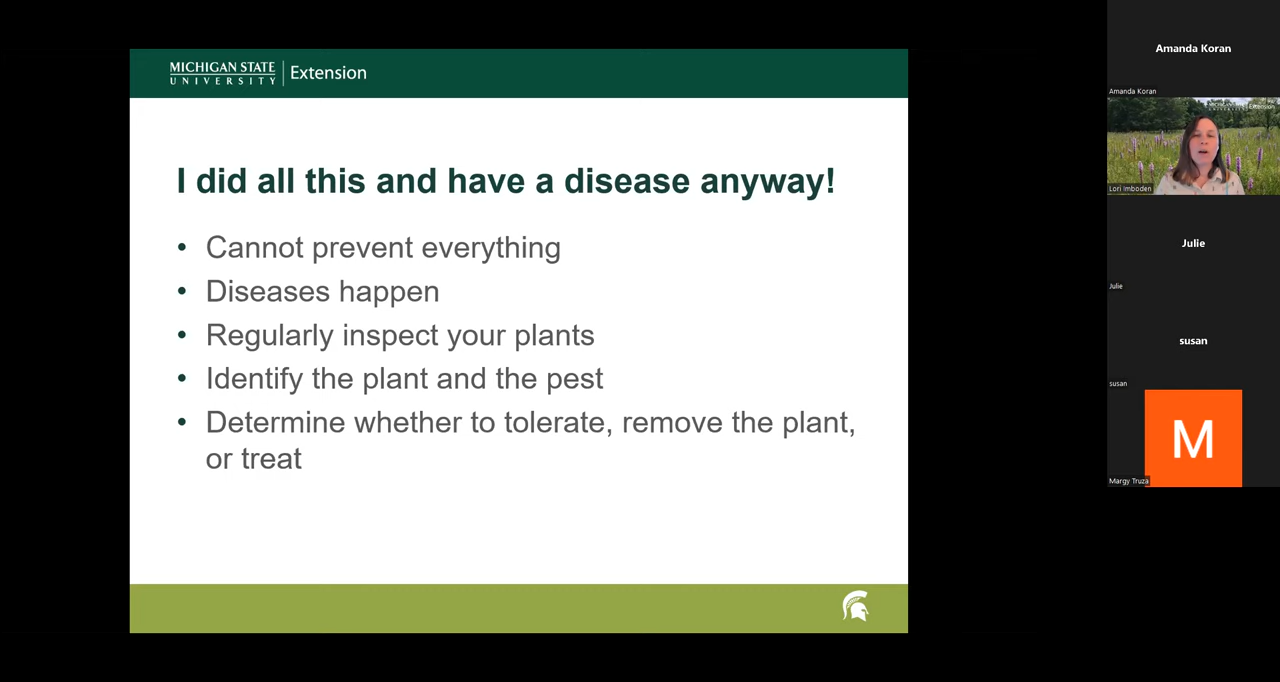 MICHIGAN STATE
UNIVERSITY
Extension
I did all this and have a disease anyway!
• Cannot prevent everything
• Diseases happen
• Regularly inspect your plants
• Identify the plant and the pest
• Determine whether to tolerate, remove the plant,
or treat
Amanda Koran
Amanda Koran
Extension
Lori Imboden
Julie
Julie
susan
susan
M
Margy Truza